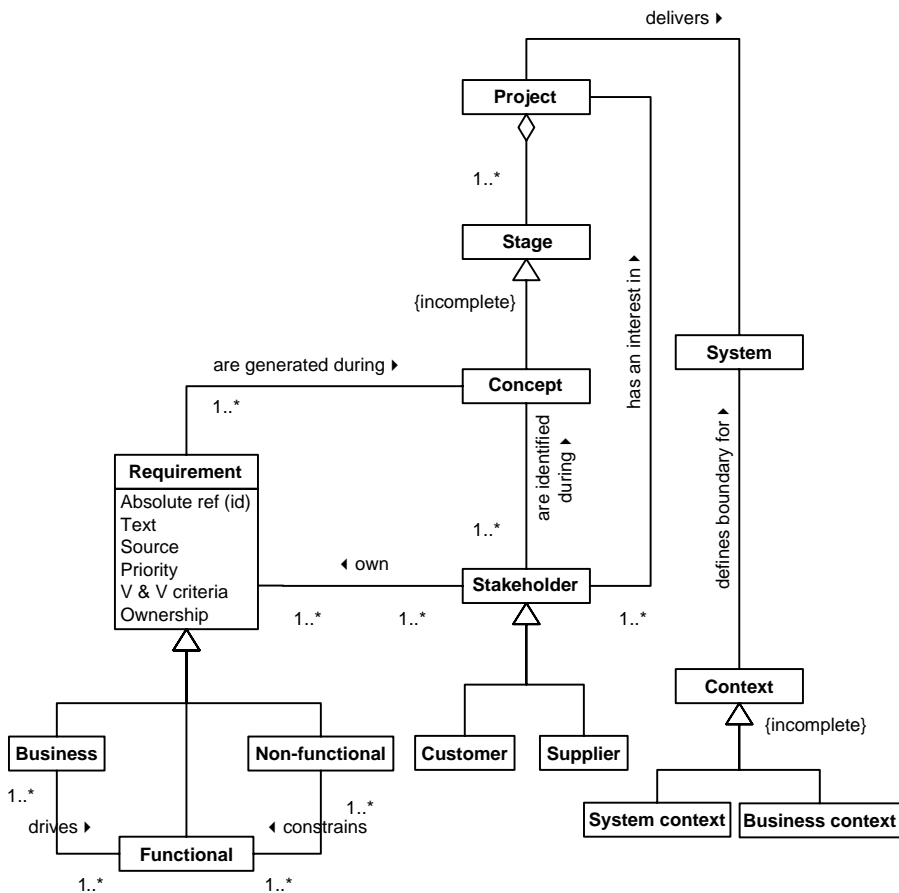 delivers
Project
1..*
Stage
{incomplete}
has an interest in
System
are generated during
Concept
1..*
are identified
during
defines boundary for
Requirement
Absolute ref (id)
Text
Source
Priority
V & V criteria
Ownership
1..*
own
Stakeholder
1..*
1..*
1..*
Context
{incomplete}
Business
Non-functional
Customer
Supplier
1..*
1..*
System context
Business context
drives
constrains
Functional
1..*
1..*